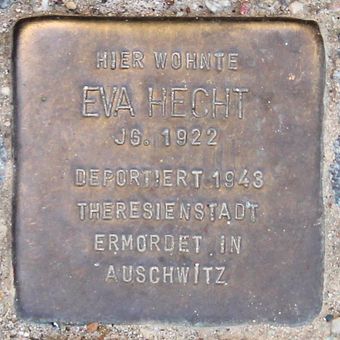 HIER WOHNTE
EVA HECHT
JG. 1922
DEPORTIERT 1943
THERESIENSTADT
ERMORDET IN
AUSCHWITZ